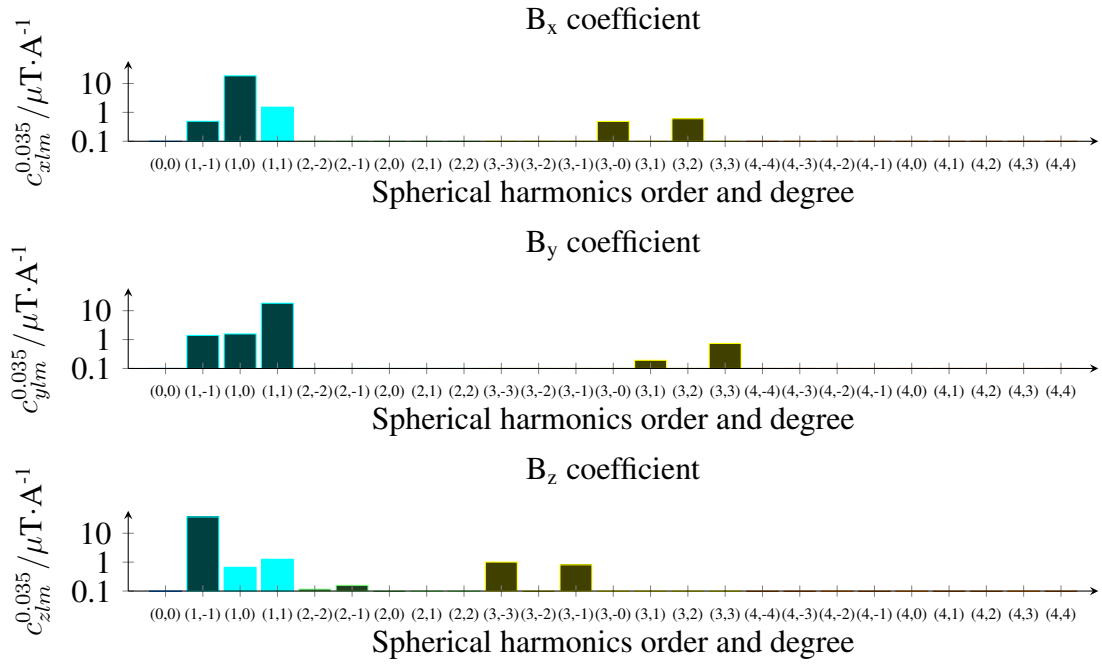 B_x coefficient
c_{xlm}^{0.035} /μT·A^{-1}
10
1
0.1
(0,0) (1,-1) (1,0) (1,1) (2,-2) (2,-1) (2,0) (2,1) (2,2) (3,-3) (3,-2) (3,-1) (3,-0) (3,1) (3,2) (3,3) (4,-4) (4,-3) (4,-2) (4,-1) (4,0) (4,1) (4,2) (4,3) (4,4)
Spherical harmonics order and degree
B_y coefficient
c_{ylm}^{0.035} /μT·A^{-1}
10
1
0.1
(0,0) (1,-1) (1,0) (1,1) (2,-2) (2,-1) (2,0) (2,1) (2,2) (3,-3) (3,-2) (3,-1) (3,-0) (3,1) (3,2) (3,3) (4,-4) (4,-3) (4,-2) (4,-1) (4,0) (4,1) (4,2) (4,3) (4,4)
Spherical harmonics order and degree
B_z coefficient
c_{zlm}^{0.035} /μT·A^{-1}
10
1
0.1
(0,0) (1,-1) (1,0) (1,1) (2,-2) (2,-1) (2,0) (2,1) (2,2) (3,-3) (3,-2) (3,-1) (3,-0) (3,1) (3,2) (3,3) (4,-4) (4,-3) (4,-2) (4,-1) (4,0) (4,1) (4,2) (4,3) (4,4)
Spherical harmonics order and degree